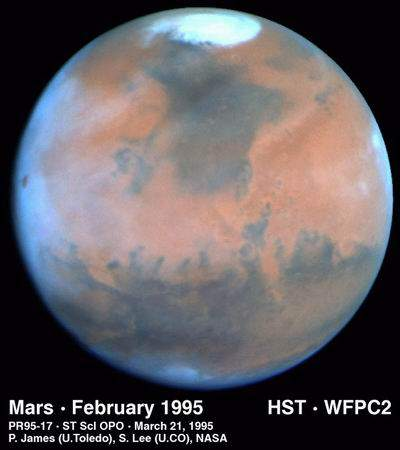 Mars · February 1995 HST · WFPC2
PR95-17 · ST ScI OPO · March 21, 1995
P. James (U.Toledo), S. Lee (U.CO), NASA